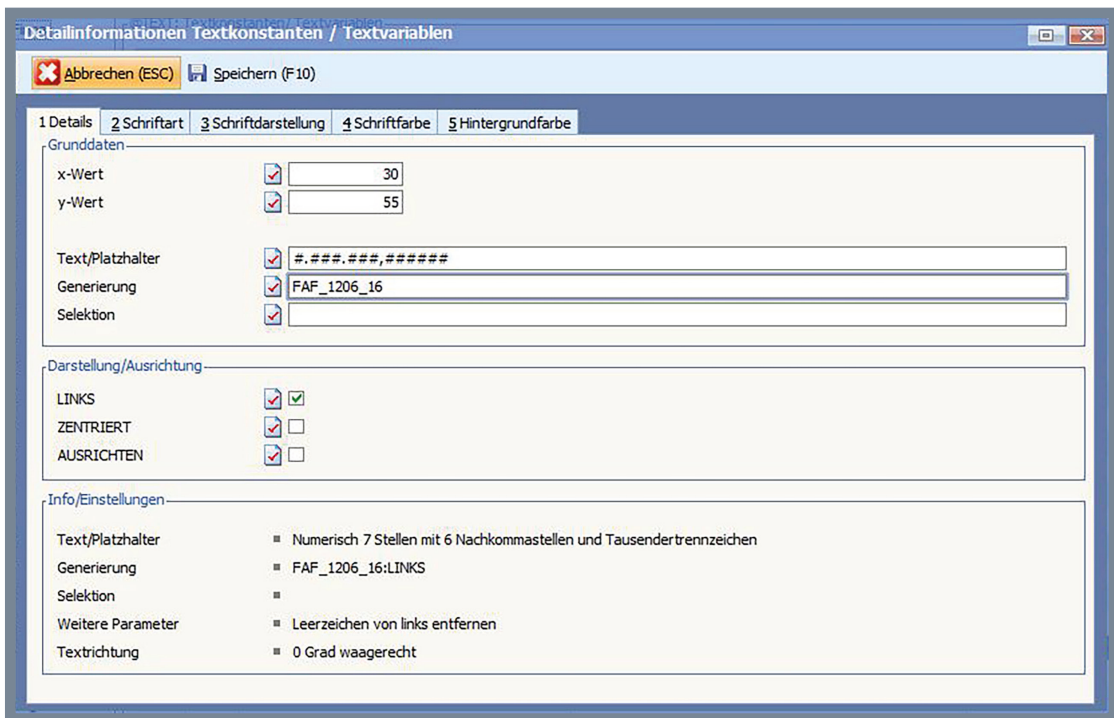 @TEXT: Textkonstanten/ Textvariablen
Detailinformationen Textkonstanten / Textvariablen
Abbrechen (ESC) Speichern (F10)
1 Details 2 Schriftart 3 Schriftdarstellung 4 Schriftfarbe 5 Hintergrundfarbe
Grunddaten
x-Wert 30
y-Wert 55
Text/Platzhalter #.###.###,######
Generierung FAF_1206_16
Selektion
Darstellung/Ausrichtung
LINKS
ZENTRIERT
AUSRICHTEN
Info/Einstellungen
Text/Platzhalter Numerisch 7 Stellen mit 6 Nachkommastellen und Tausendertrennzeichen
Generierung FAF_1206_16:LINKS
Selektion
Weitere Parameter Leerzeichen von links entfernen
Textrichtung 0 Grad waagerecht